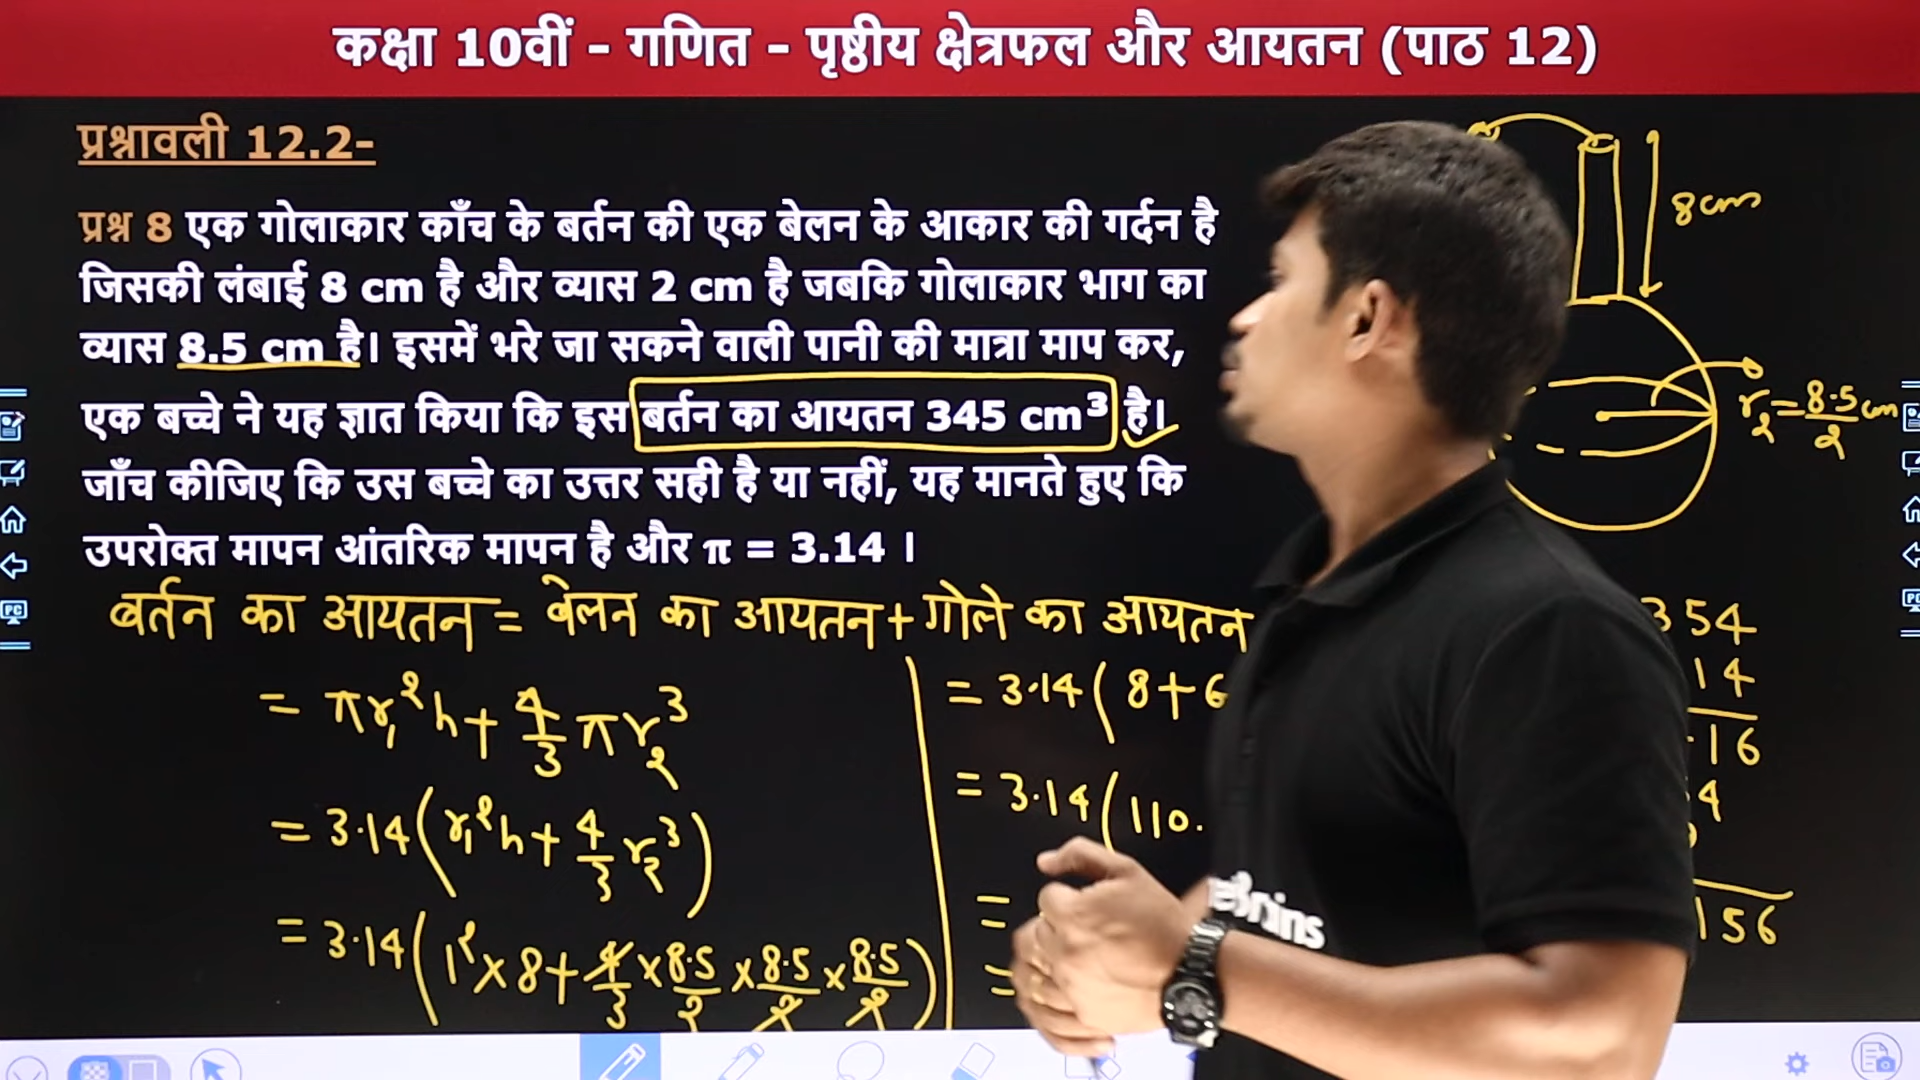 कक्षा 10वीं - गणित - पृष्ठीय क्षेत्रफल और आयतन (पाठ 12)
प्रश्नावली 12.2-
प्रश्न 8 एक गोलाकार काँच के बर्तन की एक बेलन के आकार की गर्दन है
जिसकी लंबाई 8 cm है और व्यास 2 cm है जबकि गोलाकार भाग का
व्यास 8.5 cm है। इसमें भरे जा सकने वाली पानी की मात्रा माप कर,
एक बच्चे ने यह ज्ञात किया कि इस बर्तन का आयतन 345 cm³ है।
जाँच कीजिए कि उस बच्चे का उत्तर सही है या नहीं, यह मानते हुए कि
उपरोक्त मापन आंतरिक मापन है और π = 3.14 ।
8cm
r₂ = 8.5/2 cm
बर्तन का आयतन = बेलन का आयतन + गोले का आयतन
= πr₁²h + 4/3 πr₂³
= 3.14(r₁²h + 4/3 r₂³)
= 3.14(1² × 8 + 4/3 × 8.5/2 × 8.5/2 × 8.5/2)
= 3.14(8+6
= 3.14(110.
=
=
354
14
.16
4
156
PC